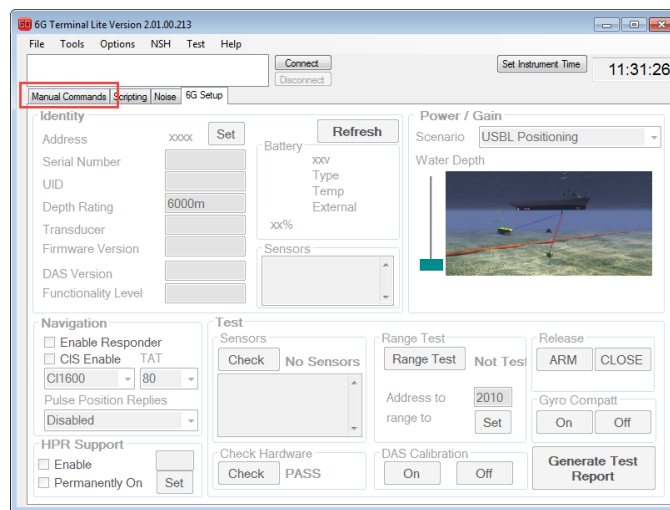 6G Terminal Lite Version 2.01.00.213
File Tools Options NSH Test Help
Connect
Disconnect
Set Instrument Time
11:31:26
Manual Commands Scripting Noise 6G Setup
Identity
Address xxxx Set
Serial Number
UID
Depth Rating 6000m
Transducer
Firmware Version
DAS Version
Functionality Level
Refresh
Battery
xxv
Type
Temp
External
xx%
Sensors
Power / Gain
Scenario USBL Positioning
Water Depth
A
Navigation
Enable Responder
CIS Enable TAT
CI1600 80
Pulse Position Replies
Disabled
HPR Support
Enable
Permanently On Set
Test
Sensors
Check No Sensors
Check Hardware
Check PASS
Range Test
Range Test Not Test
Address to 2010
range to Set
DAS Calibration
On Off
Release
ARM CLOSE
Gyro Compatt
On Off
Generate Test
Report